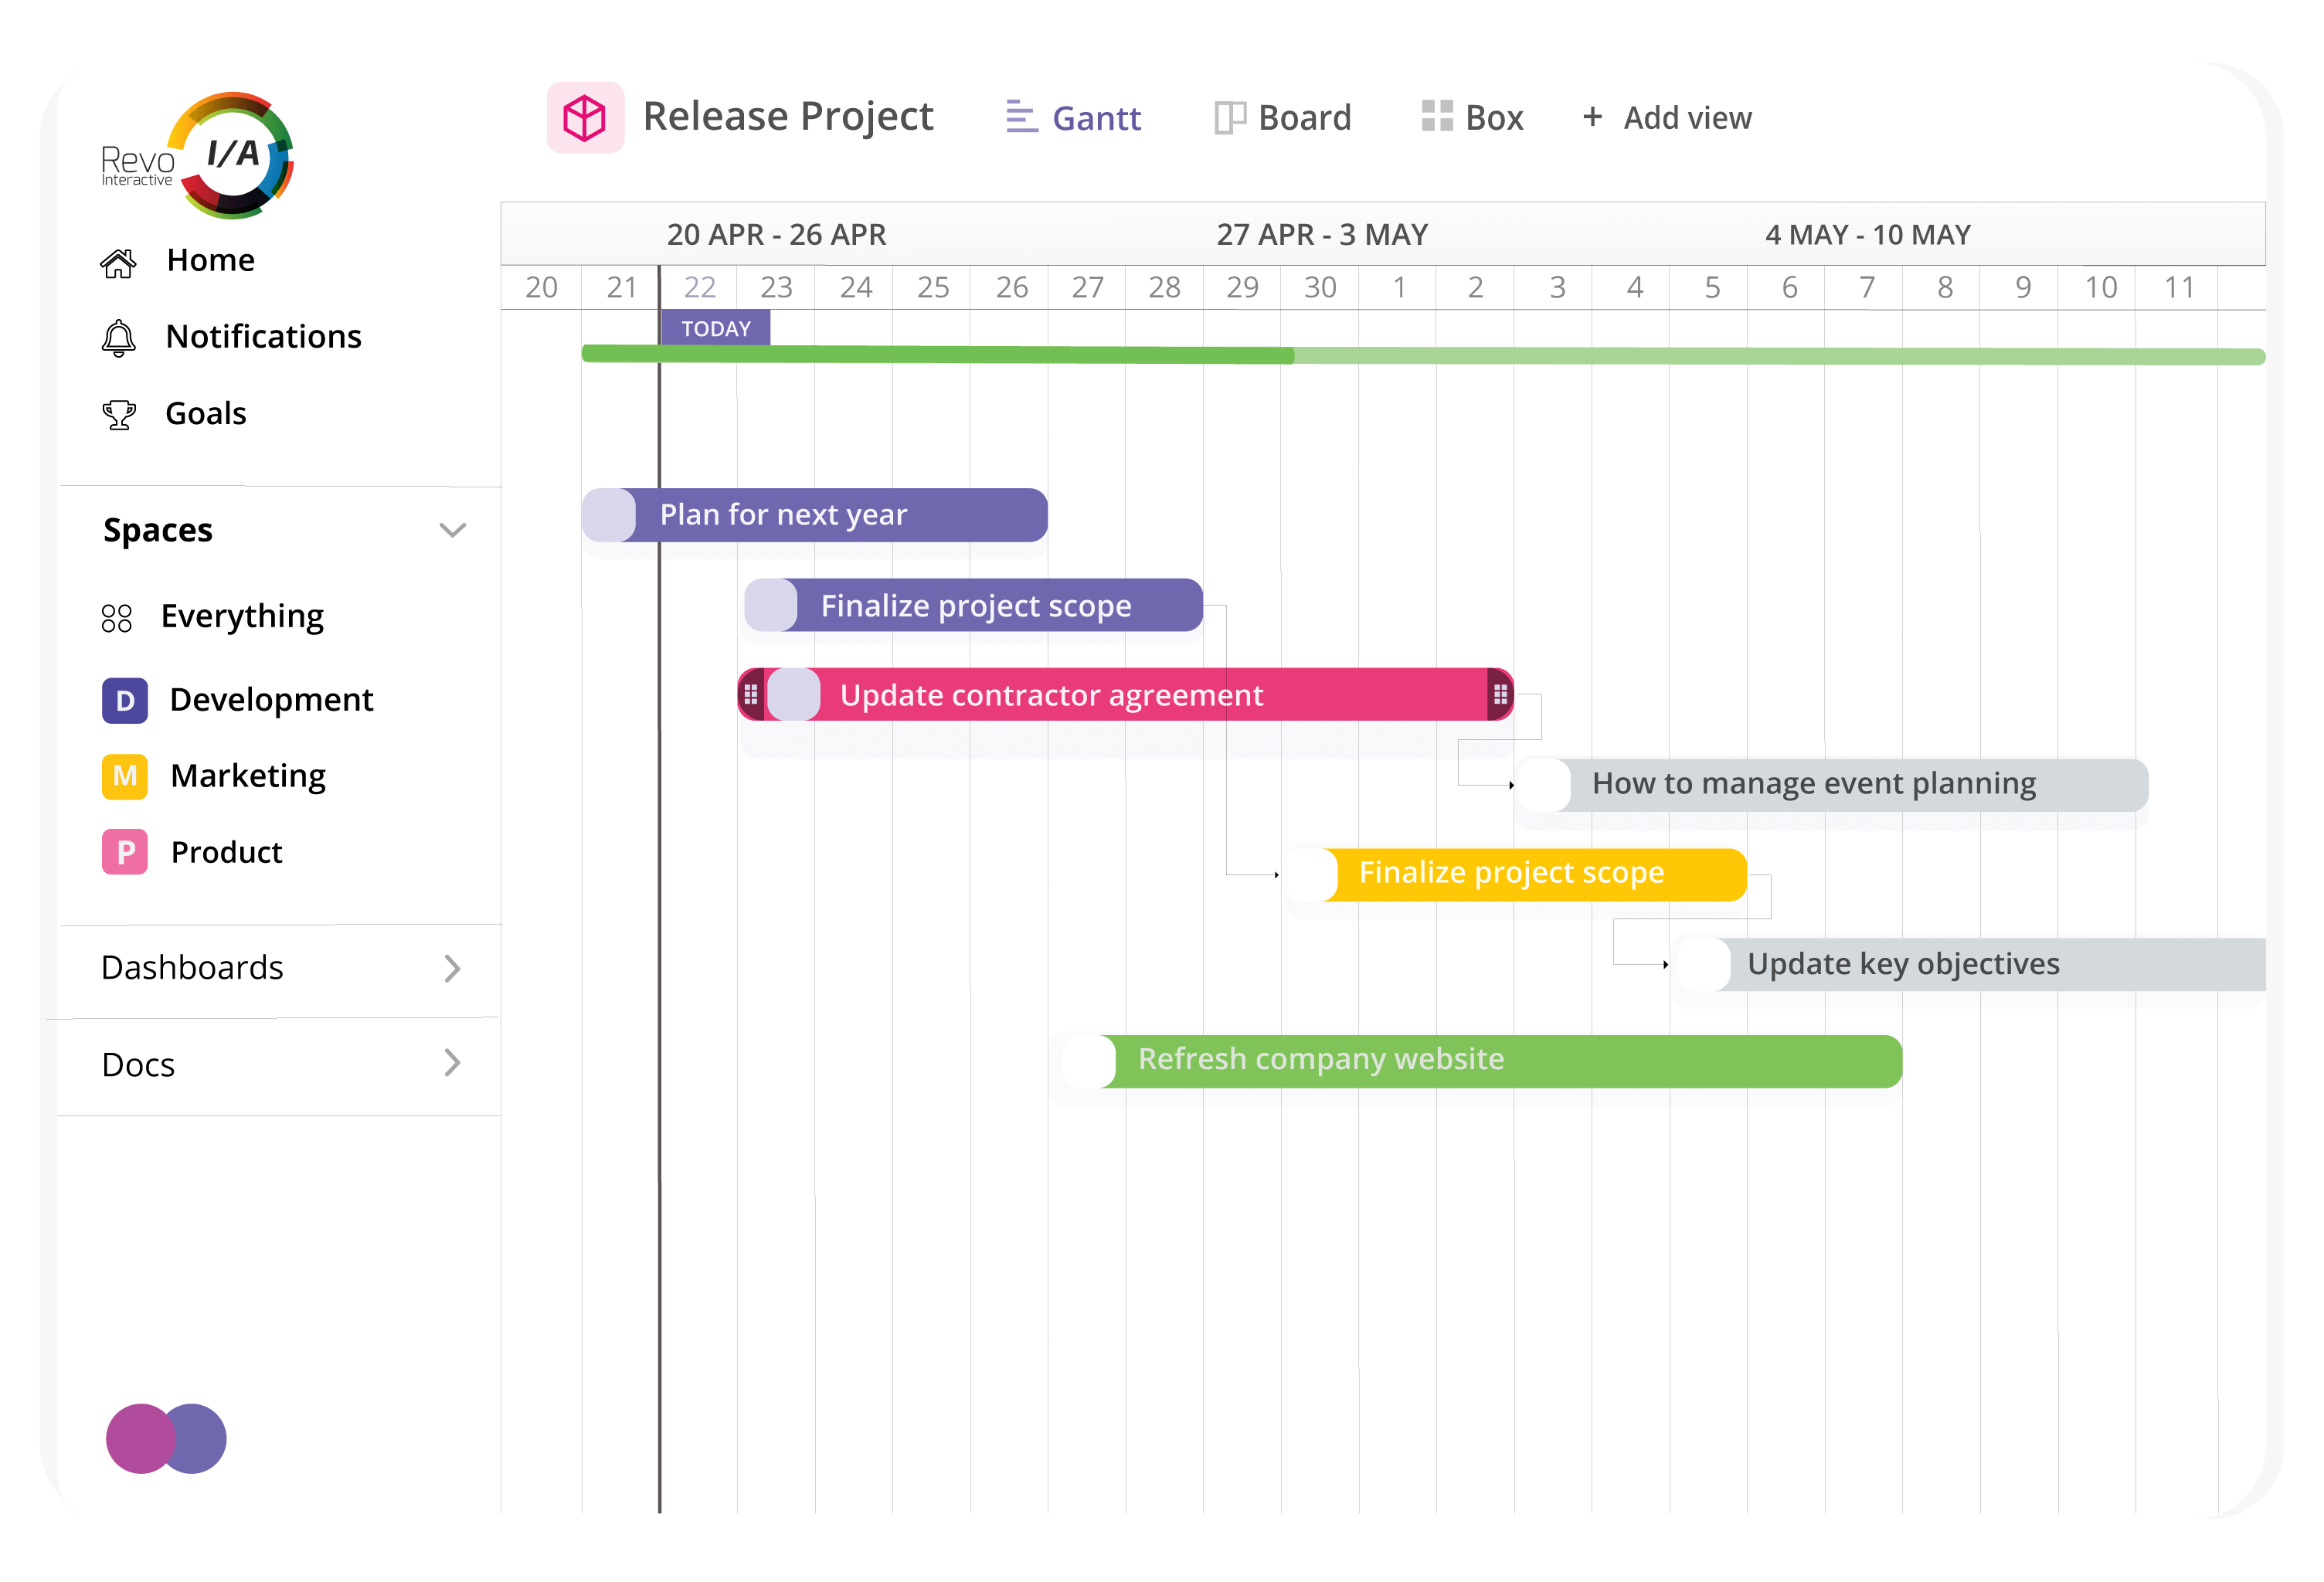 Revo
Interactive
I/A
Home
Notifications
Goals
Spaces
Everything
D Development
M Marketing
P Product
Dashboards
Docs
Release Project Gantt Board Box + Add view
20 APR - 26 APR 27 APR - 3 MAY 4 MAY - 10 MAY
20 21 22 23 24 25 26 27 28 29 30 1 2 3 4 5 6 7 8 9 10 11
TODAY
Plan for next year
Finalize project scope
Update contractor agreement
How to manage event planning
Finalize project scope
Update key objectives
Refresh company website